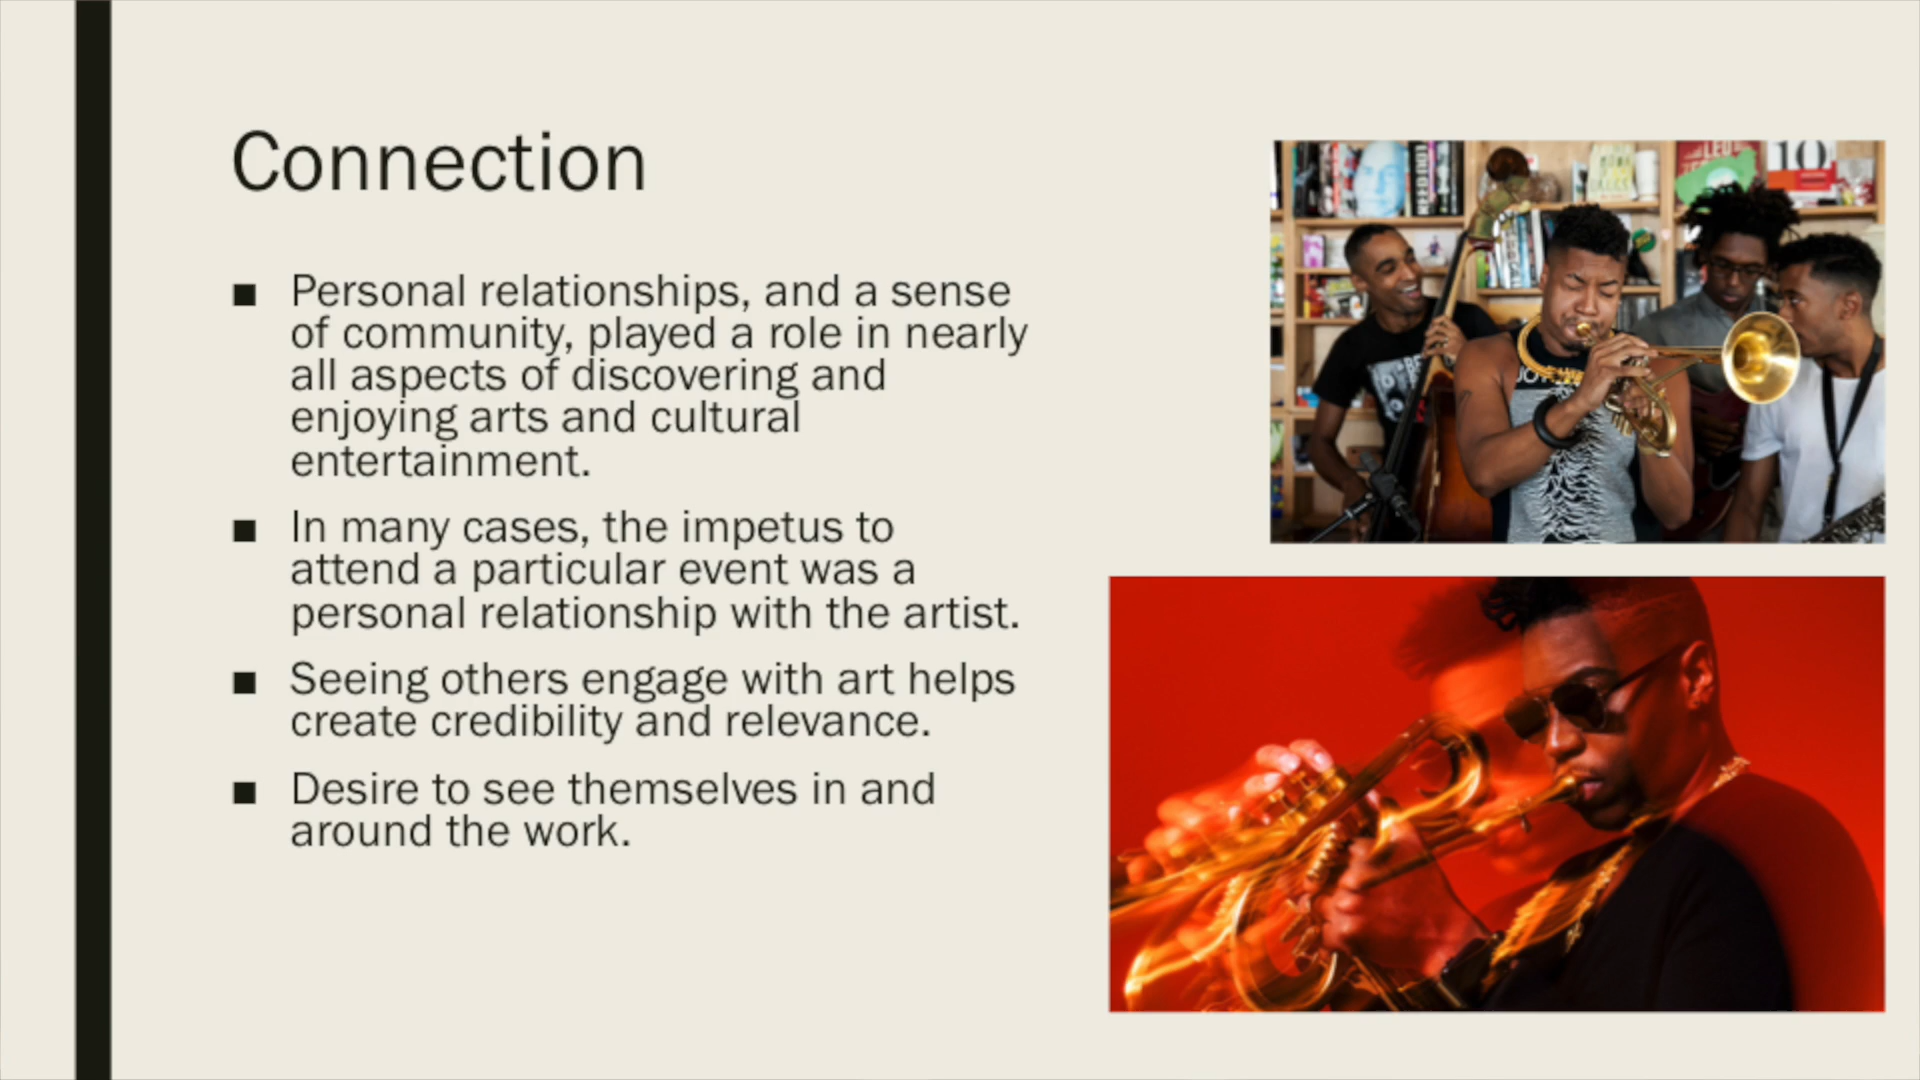 Connection
■ Personal relationships, and a sense
of community, played a role in nearly
all aspects of discovering and
enjoying arts and cultural
entertainment.
■ In many cases, the impetus to
attend a particular event was a
personal relationship with the artist.
■ Seeing others engage with art helps
create credibility and relevance.
■ Desire to see themselves in and
around the work.
10